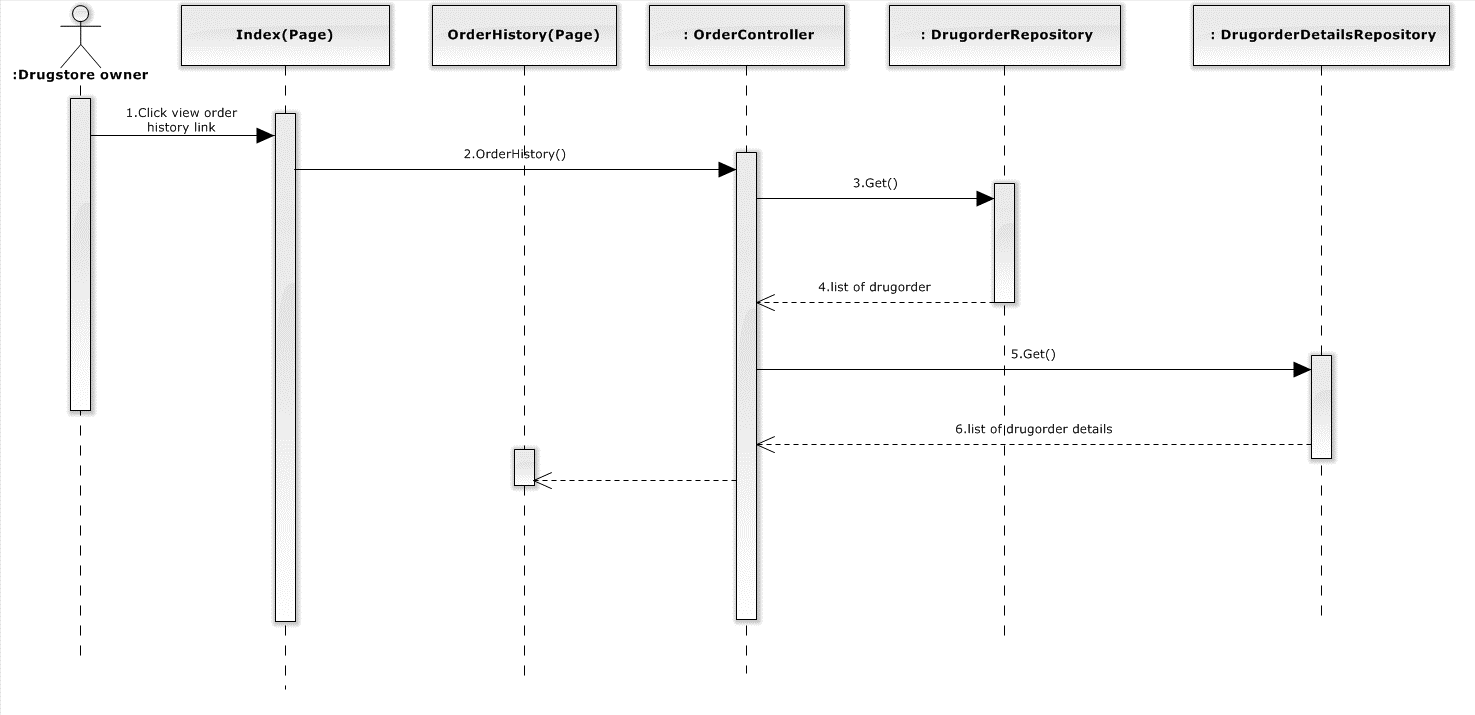 Index(Page)
OrderHistory(Page)
: OrderController
: DrugorderRepository
: DrugorderDetailsRepository
:Drugstore owner
1.Click view order
history link
2.OrderHistory()
3.Get()
4.list of drugorder
5.Get()
6.list of drugorder details